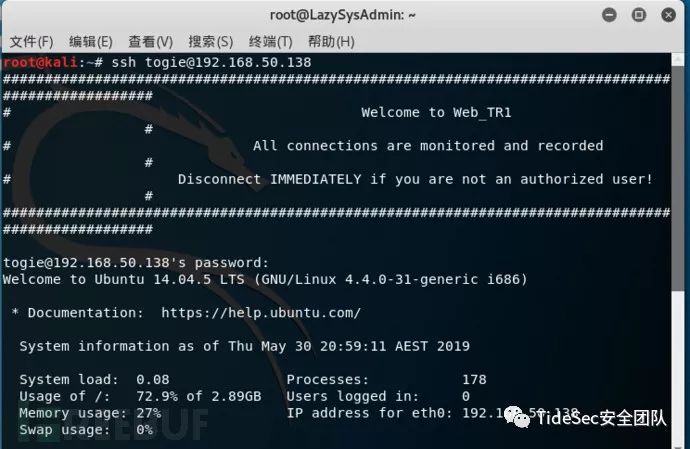 root@LazySysAdmin: ~
文件(F) 编辑(E) 查看(V) 搜索(S) 终端(T) 帮助(H)
root@kali:~# ssh togie@192.168.50.138
#########################################################################################
##################
# Welcome to Web_TR1
#
# All connections are monitored and recorded
#
# Disconnect IMMEDIATELY if you are not an authorized user!
#
#########################################################################################
##################
togie@192.168.50.138's password:
Welcome to Ubuntu 14.04.5 LTS (GNU/Linux 4.4.0-31-generic i686)
* Documentation: https://help.ubuntu.com/
System information as of Thu May 30 20:59:11 AEST 2019
System load: 0.08 Processes: 178
Usage of /: 72.9% of 2.89GB Users logged in: 0
Memory usage: 27% IP address for eth0: 192.168.50.138
Swap usage: 0%
REEBUF
TideSec安全团队